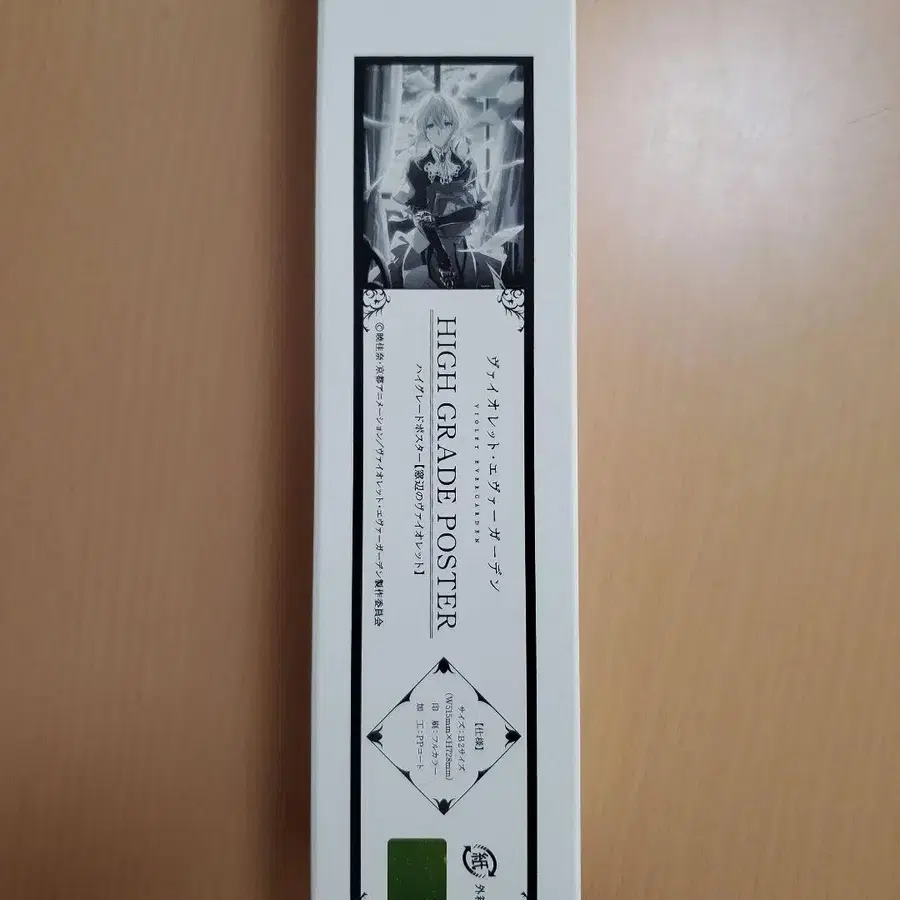 ヴァイオレット・エヴァーガーデン
VIOLET EVERGARDEN
HIGH GRADE POSTER
ハイグレードポスター【窓辺のヴァイオレット】
©暁佳奈・京都アニメーション/ヴァイオレット・エヴァーガーデン製作委員会
【仕様】
サイズ:B2サイズ
(W515mm×H728mm)
印 刷:フルカラー
加 工:PPコート
紙